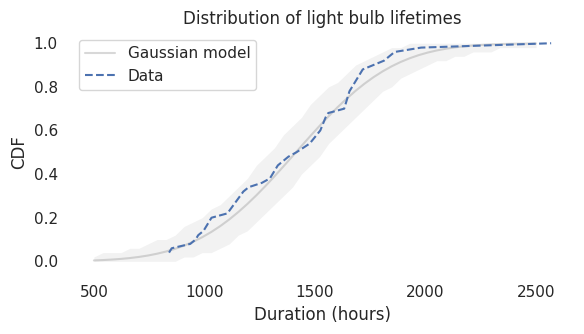 Distribution of light bulb lifetimes
Gaussian model
Data
CDF
1.0
0.8
0.6
0.4
0.2
0.0
500
1000
1500
2000
2500
Duration (hours)